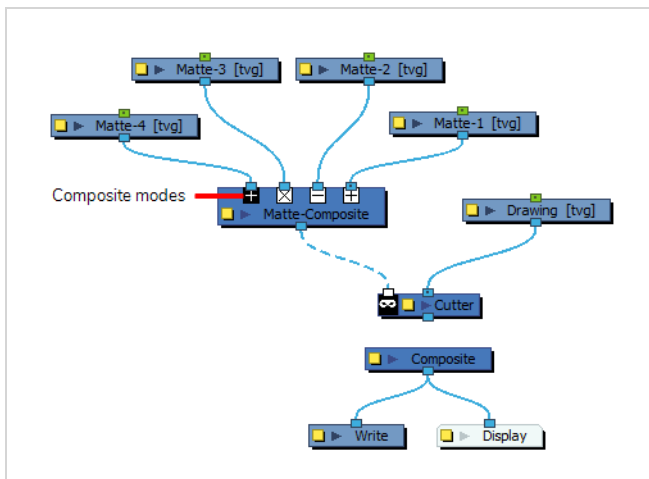 Matte-3 [tvg]
Matte-2 [tvg]
Matte-4 [tvg]
Matte-1 [tvg]
Composite modes
Matte-Composite
Drawing [tvg]
Cutter
Composite
Write
Display